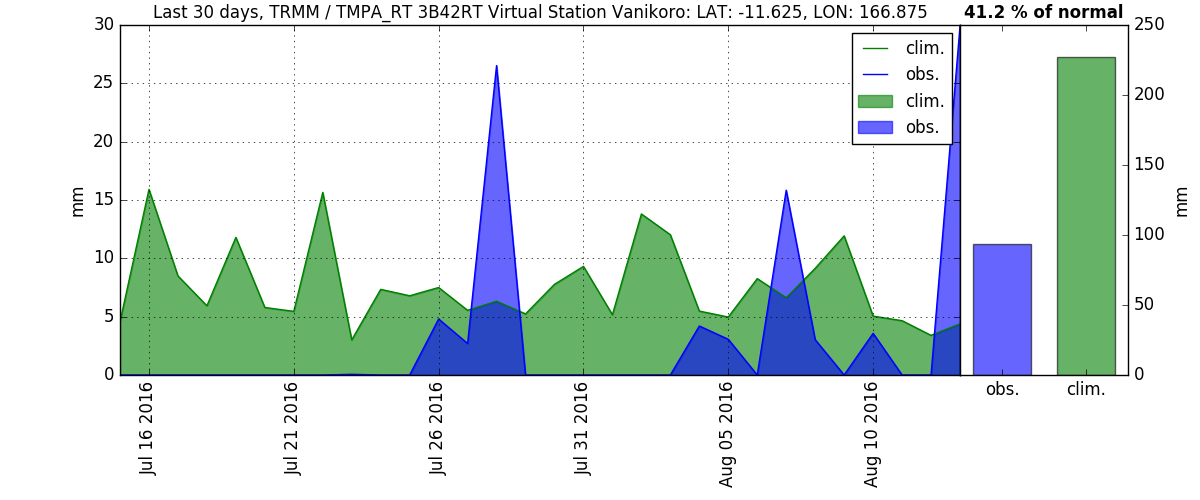 Last 30 days, TRMM / TMPA_RT 3B42RT Virtual Station Vanikoro: LAT: -11.625, LON: 166.875
41.2 % of normal
30
25
20
15
10
5
0
mm
clim.
obs.
clim.
obs.
250
200
150
100
50
0
mm
Jul 16 2016
Jul 21 2016
Jul 26 2016
Jul 31 2016
Aug 05 2016
Aug 10 2016
obs.
clim.